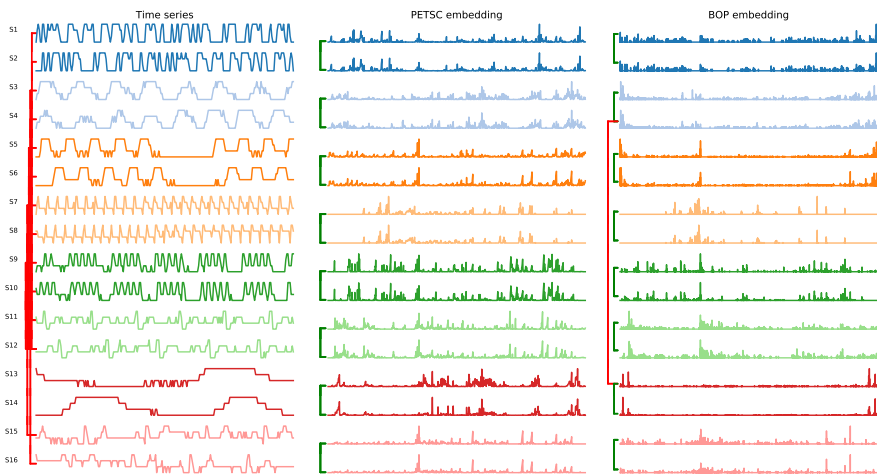 Time series PETSC embedding BOP embedding
S1
S2
S3
S4
S5
S6
S7
S8
S9
S10
S11
S12
S13
S14
S15
S16